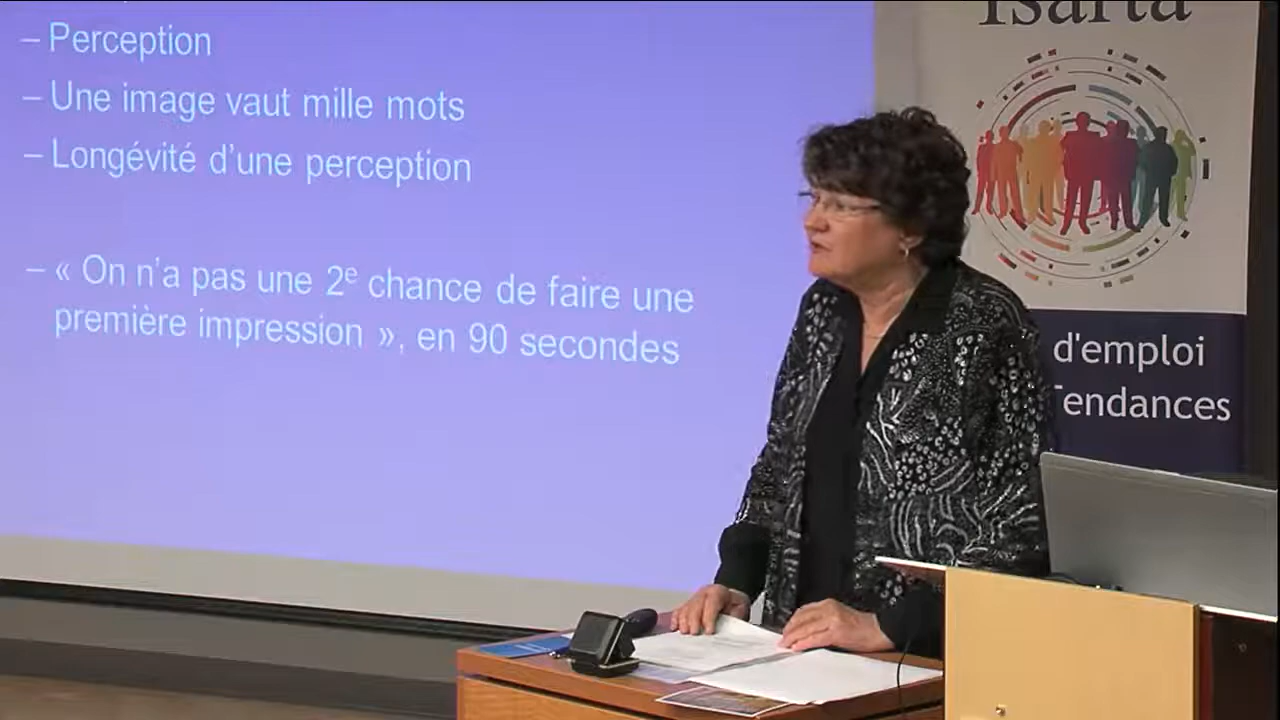 – Perception
– Une image vaut mille mots
– Longévité d'une perception
– « On n'a pas une 2e chance de faire une
première impression », en 90 secondes
Isarta
d'emploi
Tendances